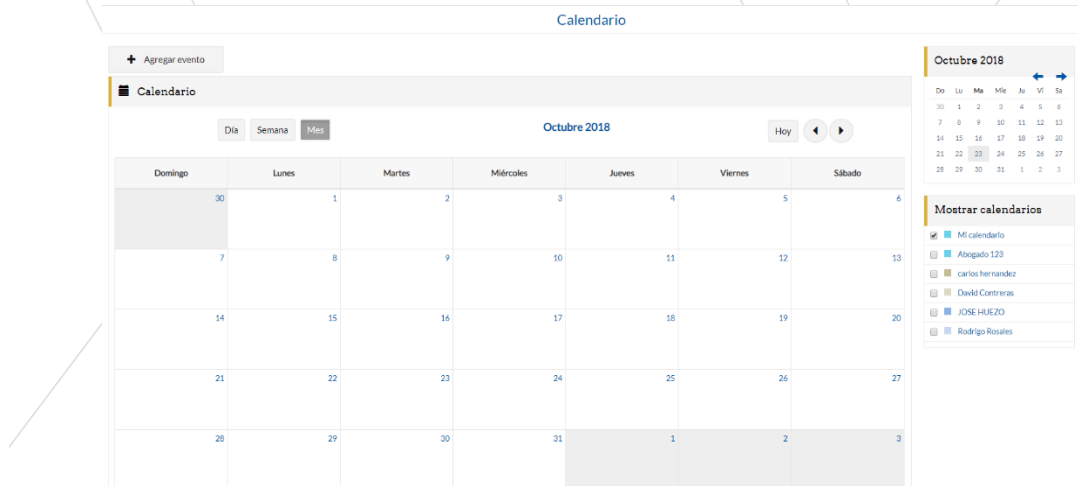 Calendario
Agregar evento
Calendario
Día Semana Mes Octubre 2018 Hoy
Domingo Lunes Martes Miércoles Jueves Viernes Sábado
30 1 2 3 4 5 6
7 8 9 10 11 12 13
14 15 16 17 18 19 20
21 22 23 24 25 26 27
28 29 30 31 1 2 3
Octubre 2018
Do Lu Ma Mie Ju Vi Sa
30 1 2 3 4 5 6
7 8 9 10 11 12 13
14 15 16 17 18 19 20
21 22 23 24 25 26 27
28 29 30 31 1 2 3
Mostrar calendarios
Mi calendario
Abogado 123
carlos hernandez
David Contreras
JOSE HUEZO
Rodrigo Rosales